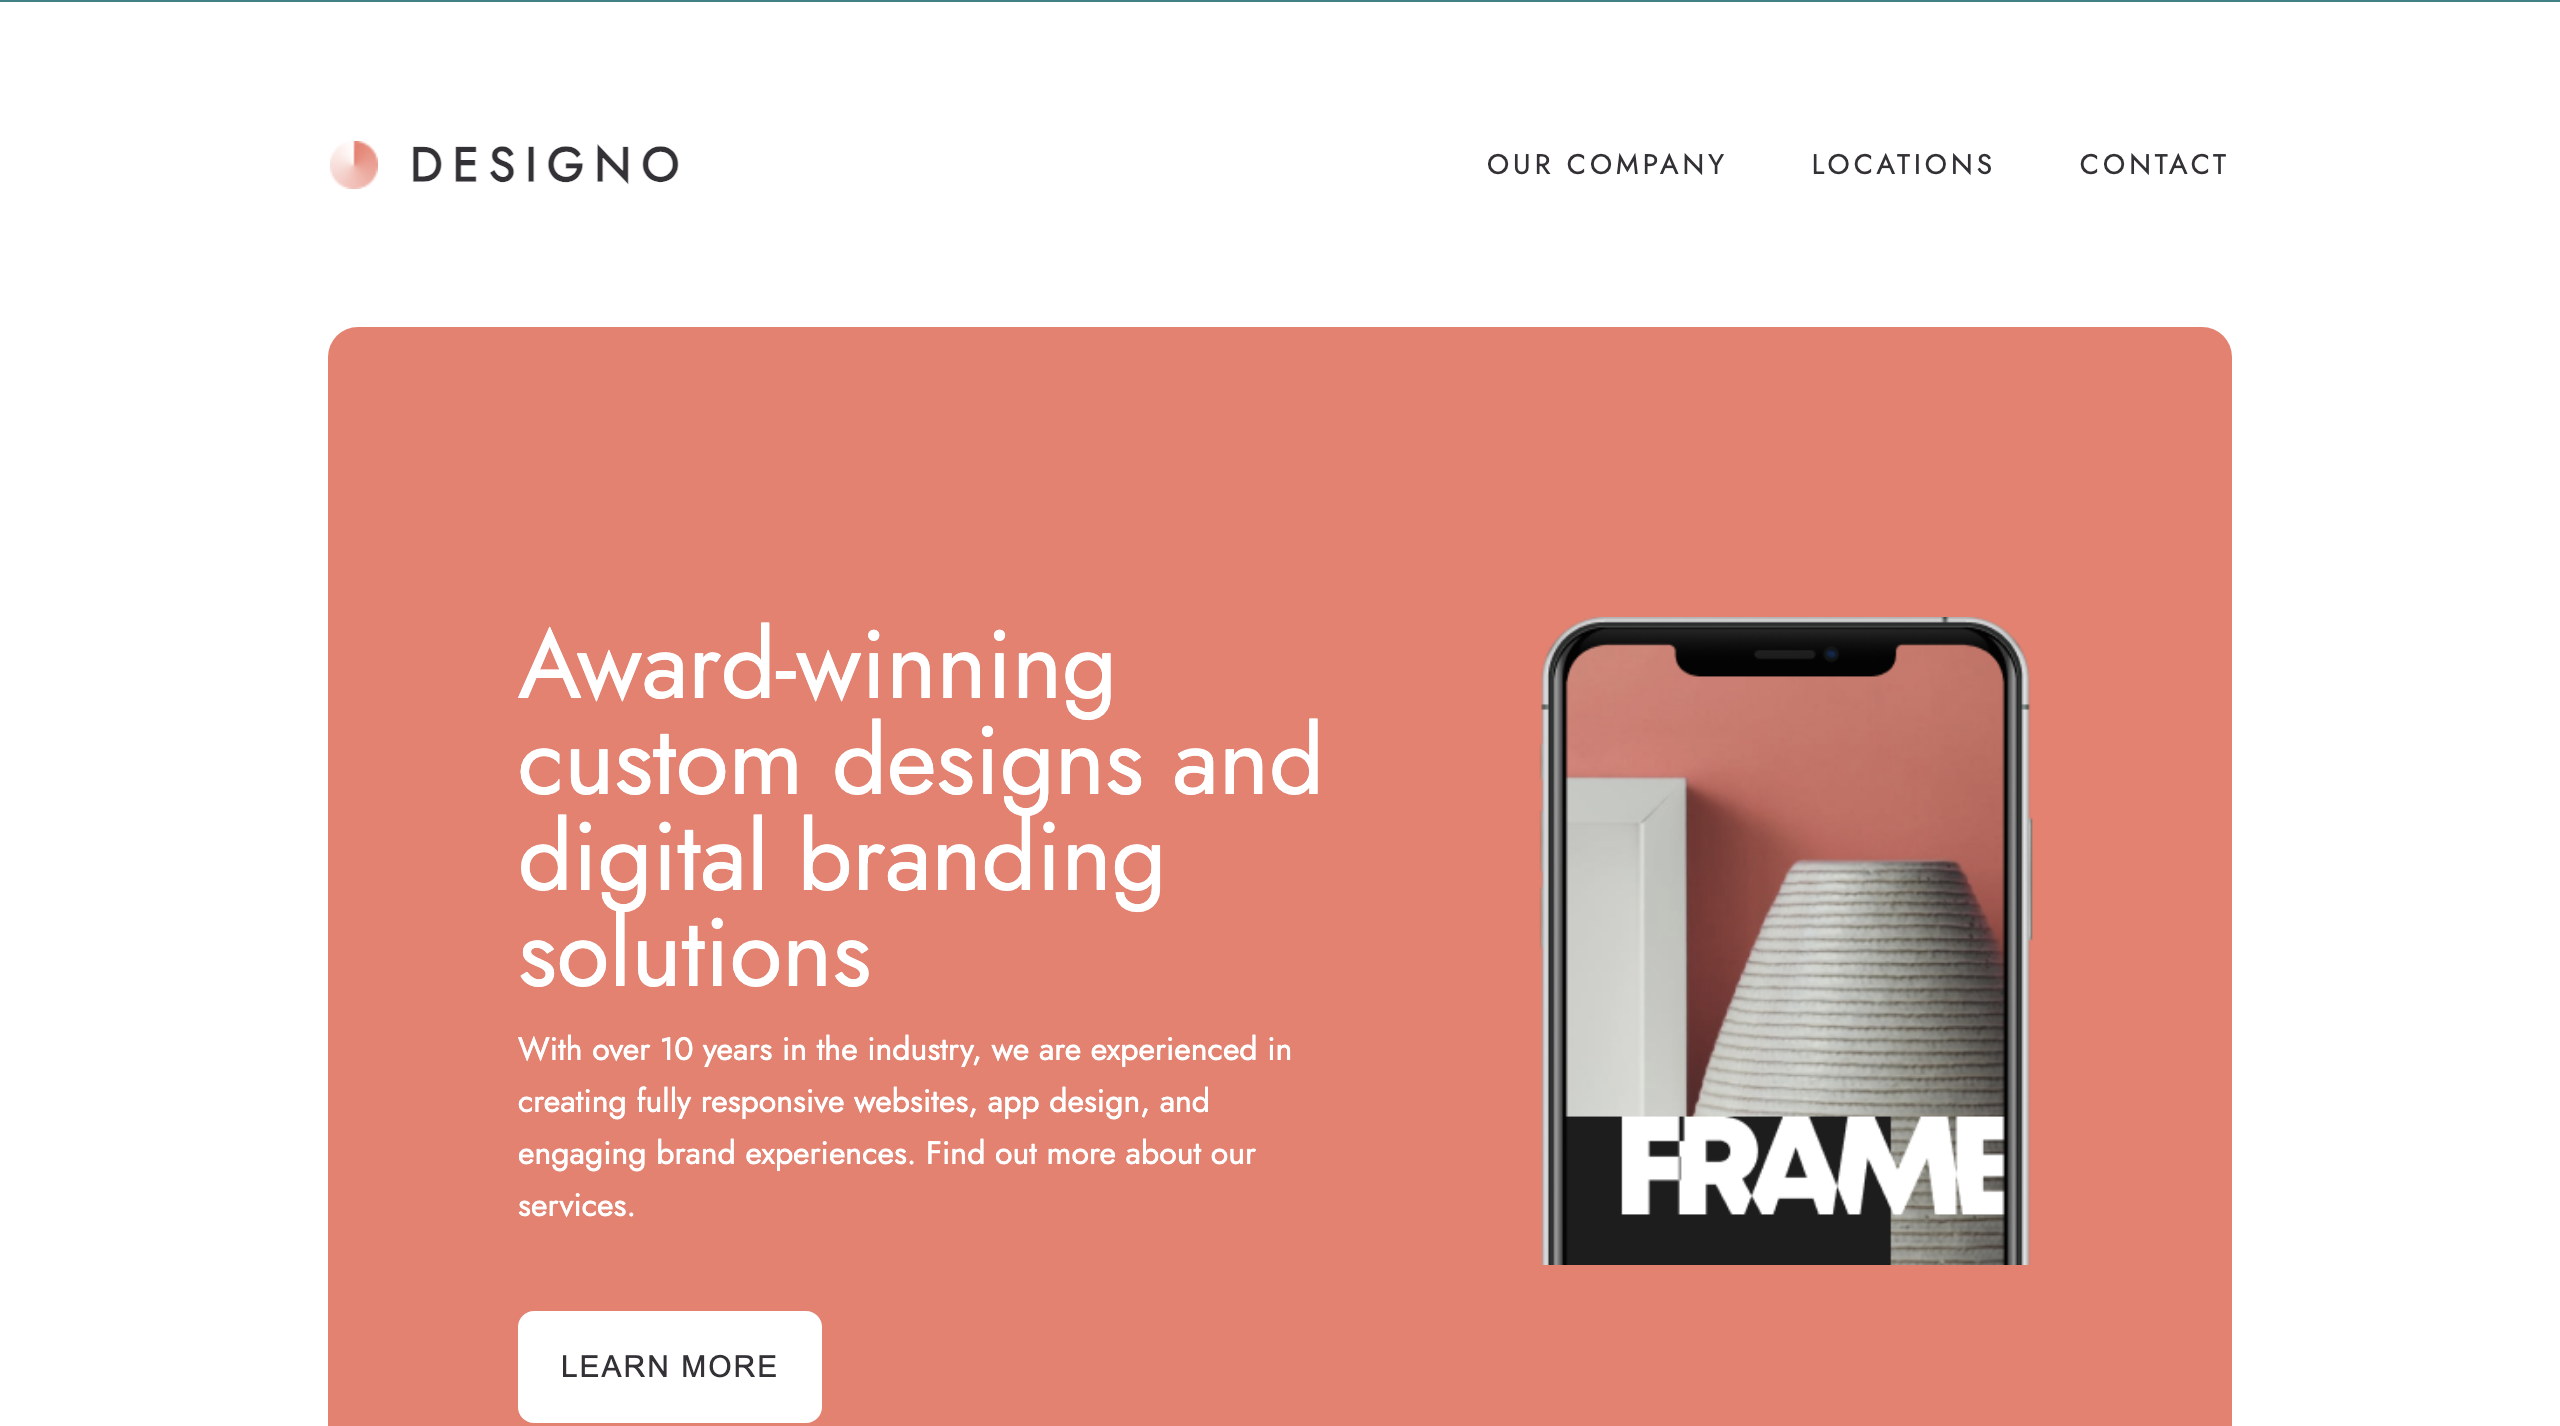 DESIGNO
OUR COMPANY
LOCATIONS
CONTACT
Award-winning
custom designs and
digital branding
solutions
With over 10 years in the industry, we are experienced in
creating fully responsive websites, app design, and
engaging brand experiences. Find out more about our
services.
FRAME
LEARN MORE